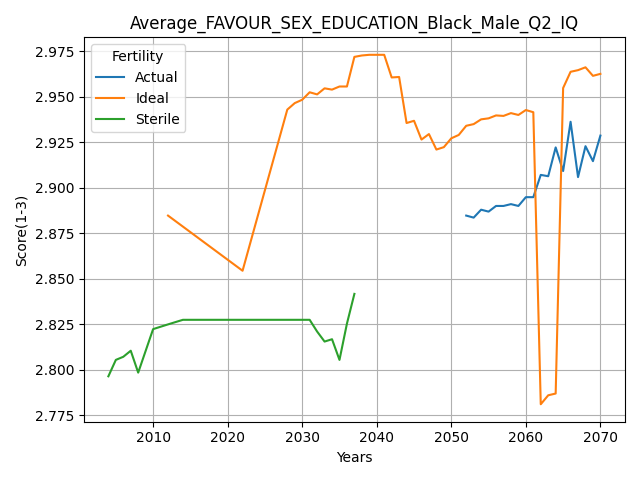 Average_FAVOUR_SEX_EDUCATION_Black_Male_Q2_IQ
Fertility
Actual
Ideal
Sterile
Score(1-3)
2.975
2.950
2.925
2.900
2.875
2.850
2.825
2.800
2.775
2010 2020 2030 2040 2050 2060 2070
Years